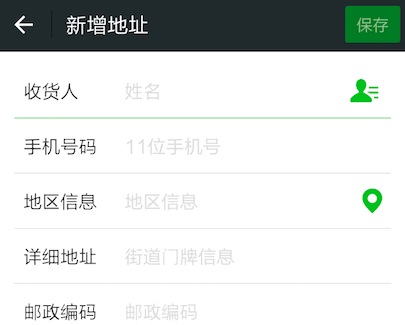 新增地址 保存
收货人 姓名
手机号码 11位手机号
地区信息 地区信息
详细地址 街道门牌信息
邮政编码 邮政编码